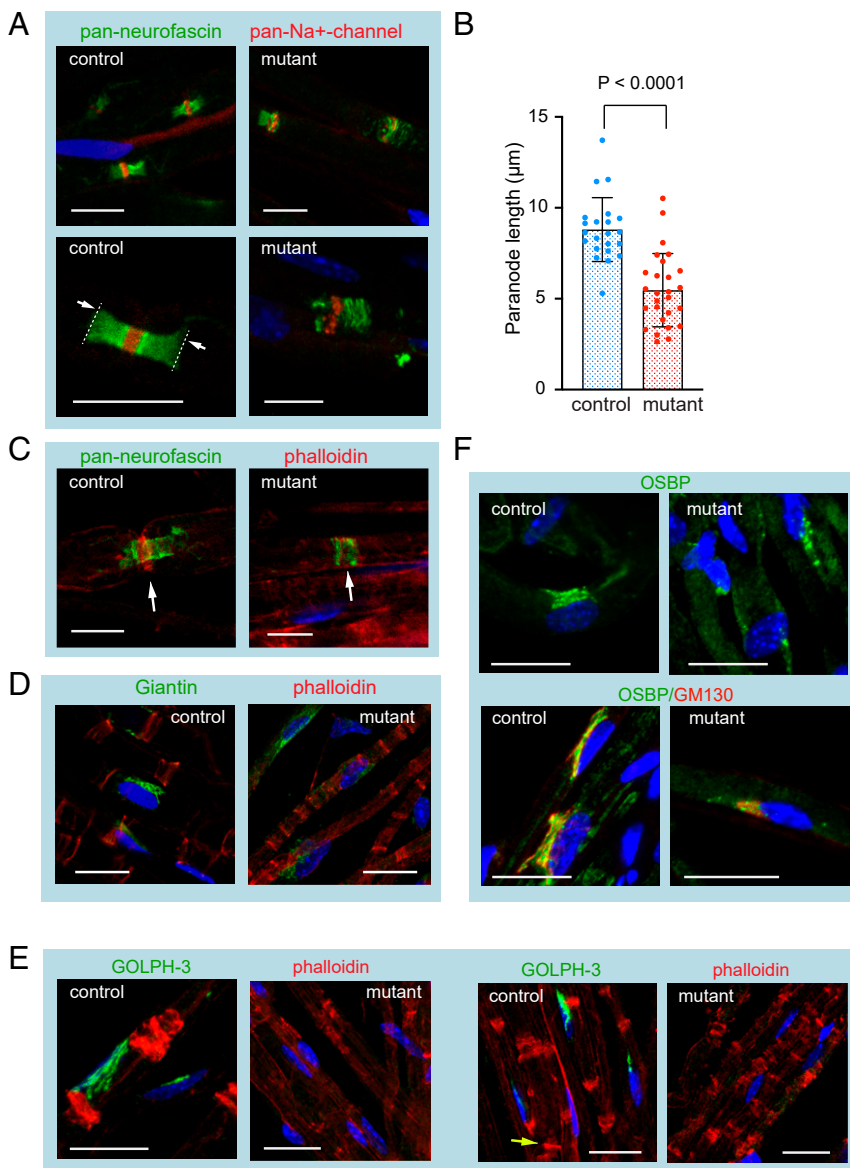 A
pan-neurofascin pan-Na+-channel
control mutant
control mutant
B
P < 0.0001
Paranode length (µm)
15
10
5
0
control mutant
C
pan-neurofascin phalloidin
control mutant
D
Giantin phalloidin
control mutant
E
GOLPH-3 phalloidin
control mutant
GOLPH-3 phalloidin
control mutant
F
OSBP
control mutant
OSBP/GM130
control mutant